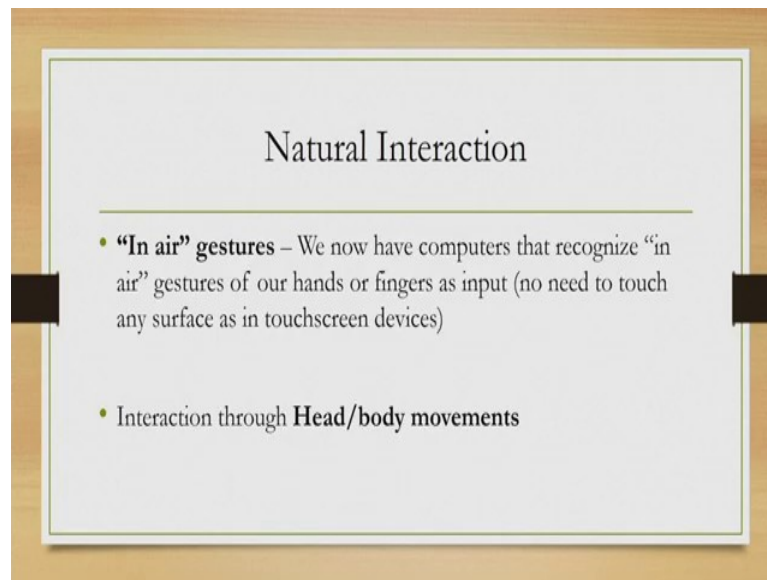 Natural Interaction
• “In air” gestures – We now have computers that recognize “in
air” gestures of our hands or fingers as input (no need to touch
any surface as in touchscreen devices)
• Interaction through Head/body movements